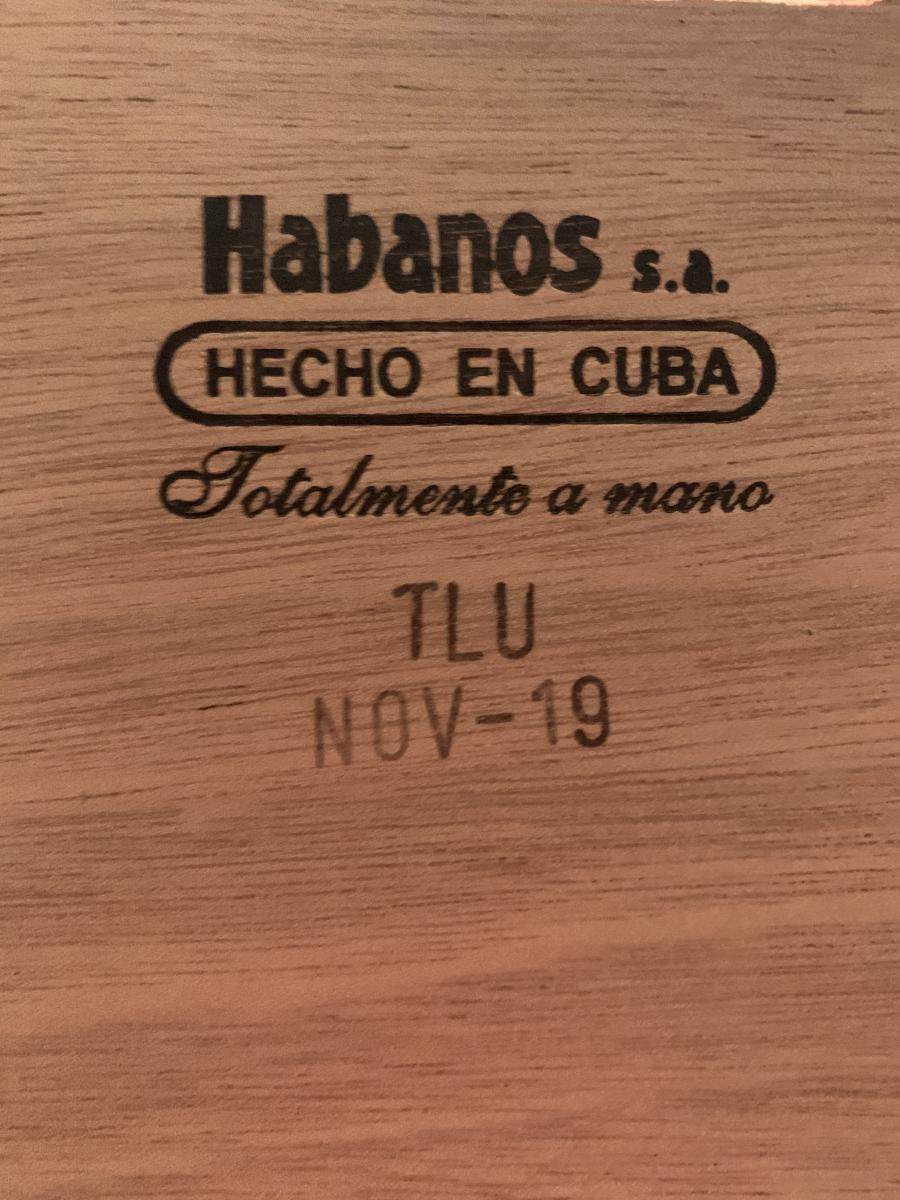 Habanos s.a.
HECHO EN CUBA
Totalmente a mano
TLU
NOV-19